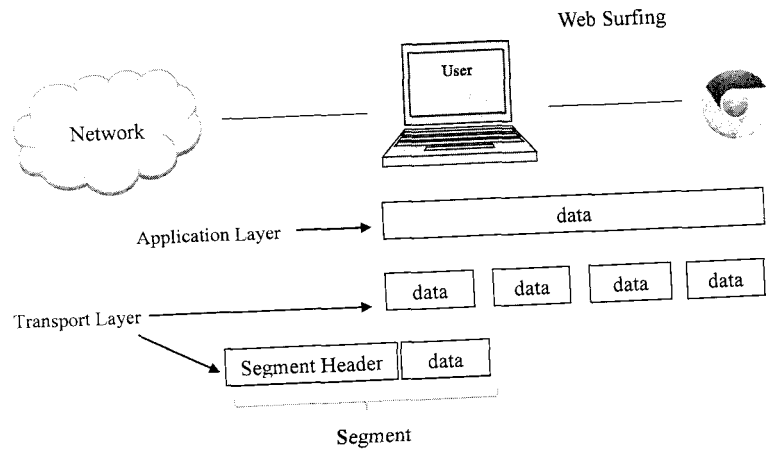 Web Surfing
User
Network
Application Layer
data
data data data data
Transport Layer
Segment Header data
Segment